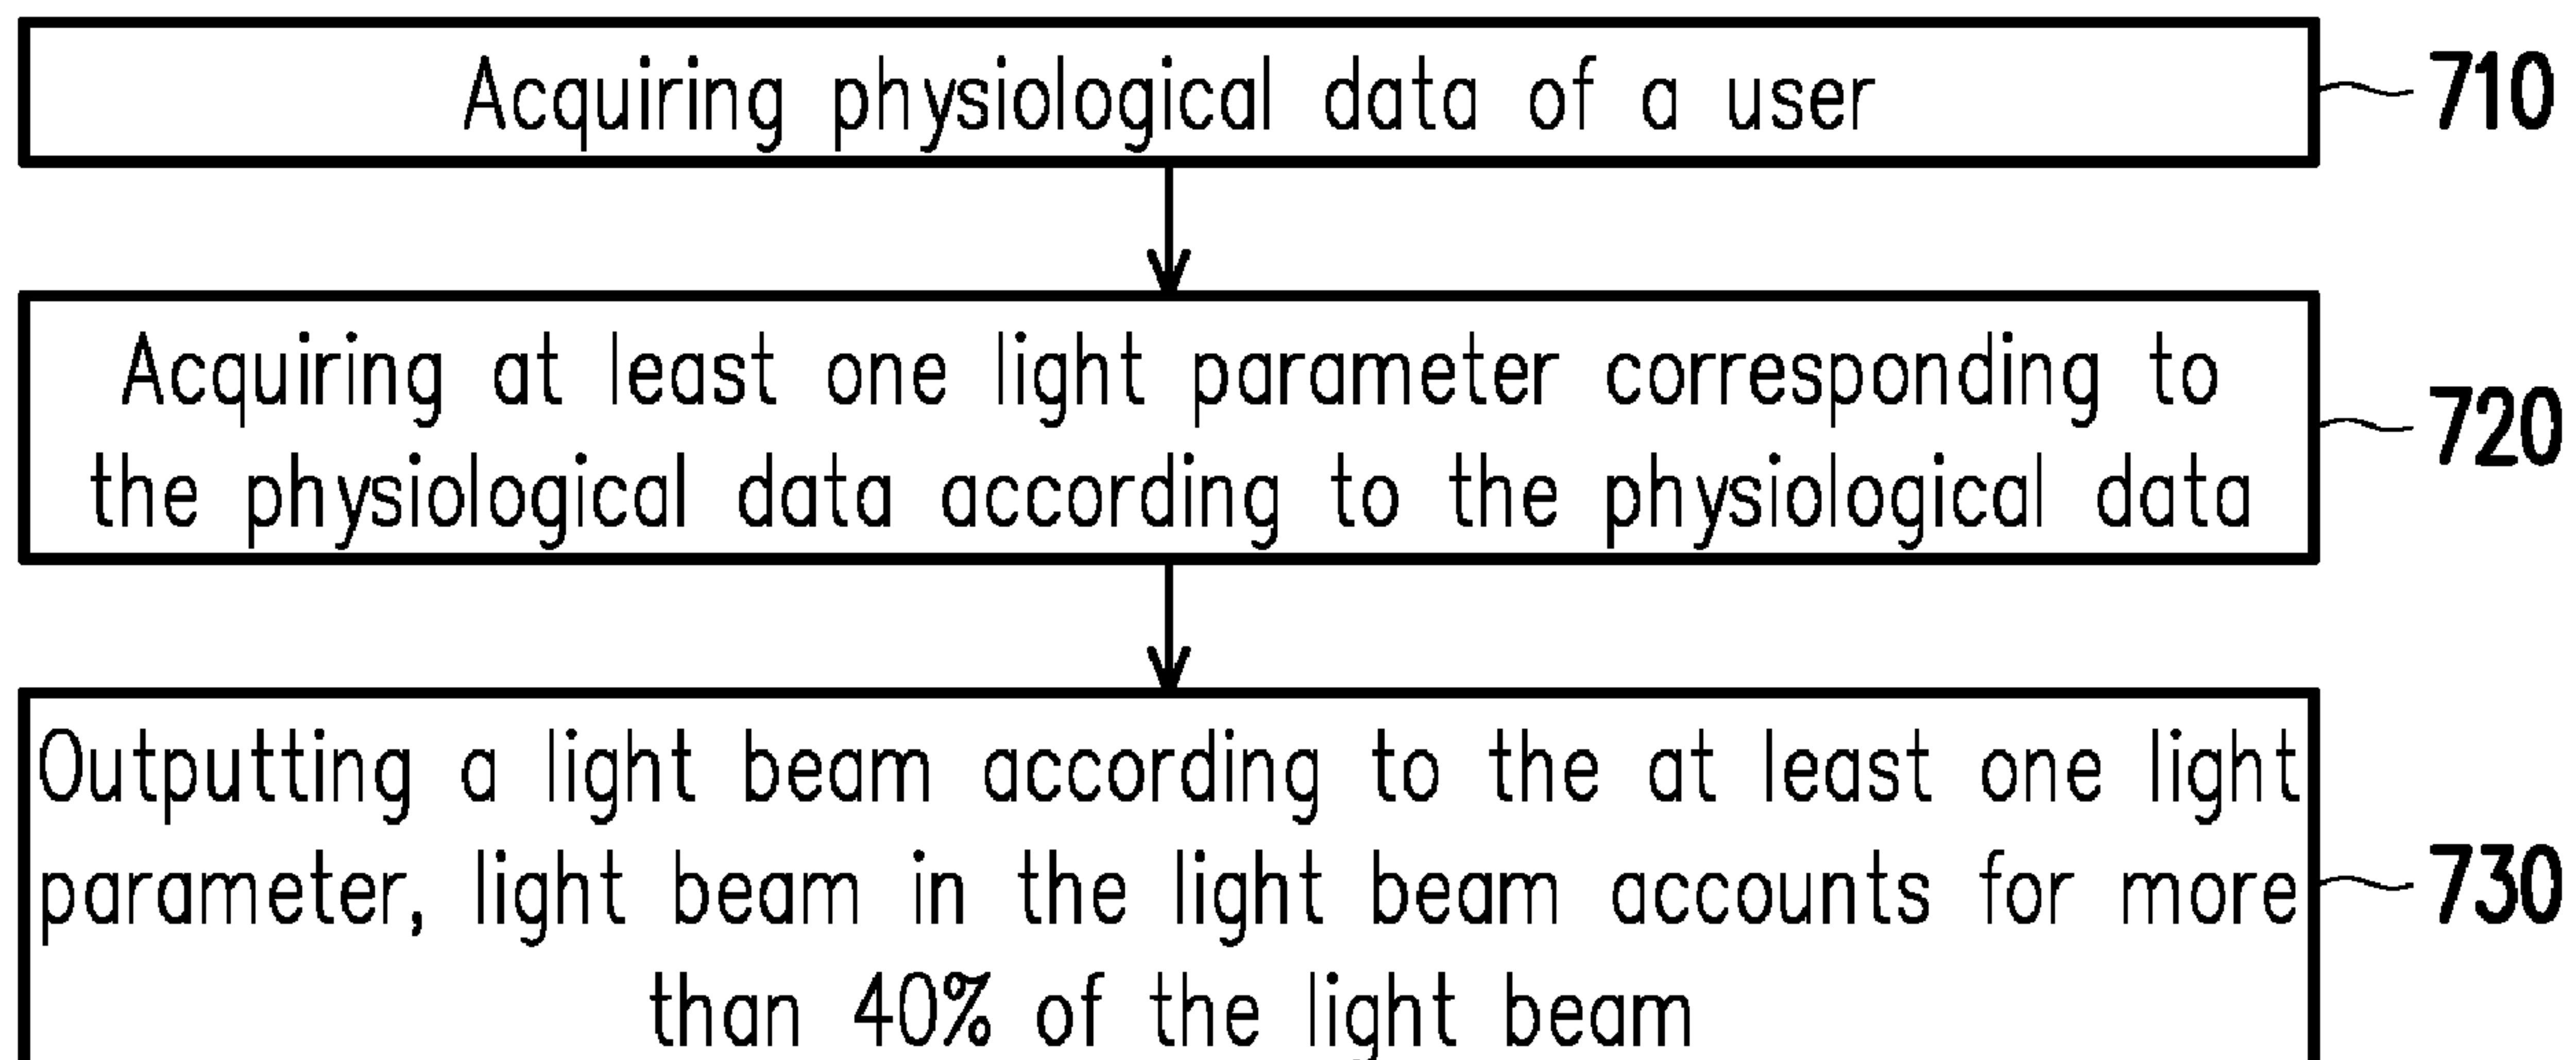 Acquiring physiological data of a user
710
Acquiring at least one light parameter corresponding to
the physiological data according to the physiological data
720
Outputting a light beam according to the at least one light
parameter, light beam in the light beam accounts for more
than 40% of the light beam
730